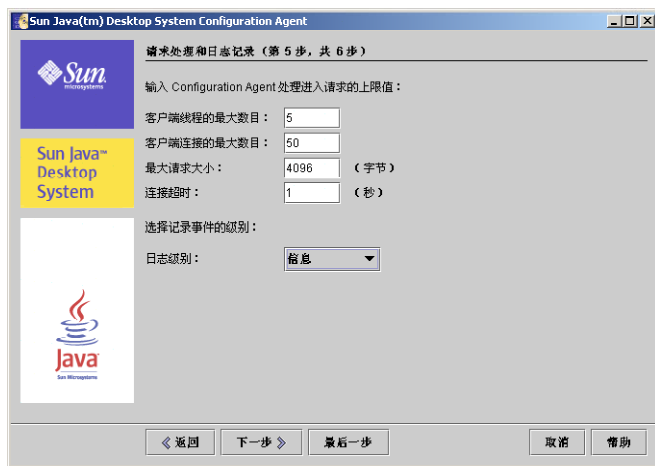 Sun Java(tm) Desktop System Configuration Agent
Sun
microsystems
Sun Java™
Desktop
System
Java
Sun Microsystems
请求处理和日志记录（第 5 步，共 6 步）
输入 Configuration Agent 处理进入请求的上限值：
客户端线程的最大数目： 5
客户端连接的最大数目： 50
最大请求大小： 4096 （字节）
连接超时： 1 （秒）
选择记录事件的级别：
日志级别： 信息
返回 下一步 最后一步 取消 帮助